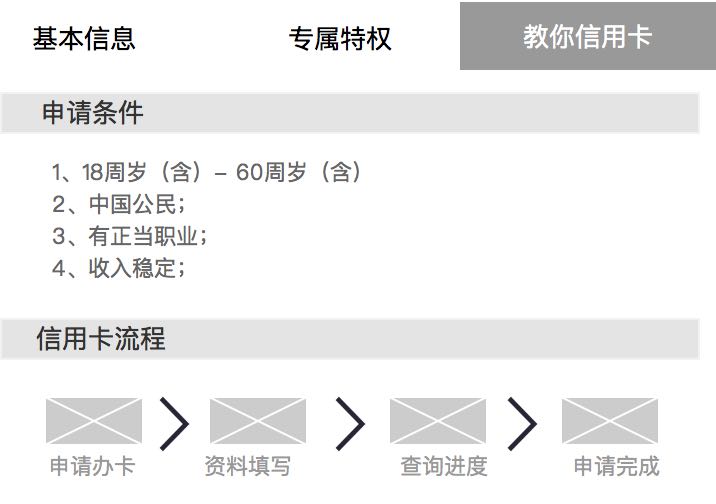 基本信息 专属特权 教你信用卡
申请条件
1、18周岁（含）– 60周岁（含）
2、中国公民；
3、有正当职业；
4、收入稳定；
信用卡流程
申请办卡 资料填写 查询进度 申请完成